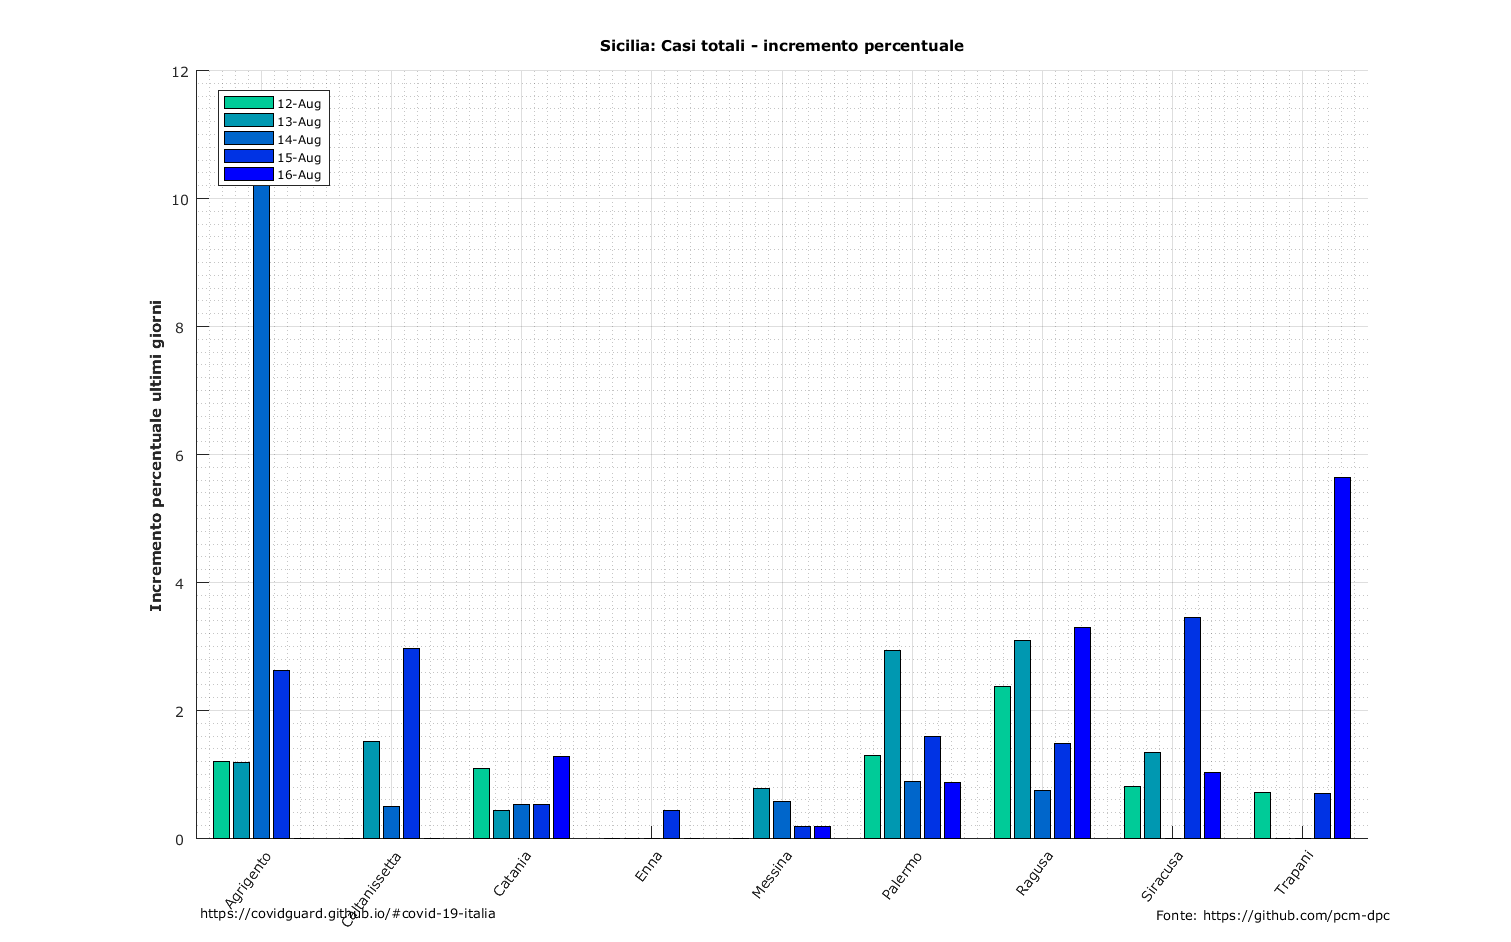 Sicilia: Casi totali - incremento percentuale
12
10
8
6
4
2
0
Incremento percentuale ultimi giorni
12-Aug
13-Aug
14-Aug
15-Aug
16-Aug
Agrigento
Caltanissetta
Catania
Enna
Messina
Palermo
Ragusa
Siracusa
Trapani
https://covidguard.github.io/#covid-19-italia
Fonte: https://github.com/pcm-dpc